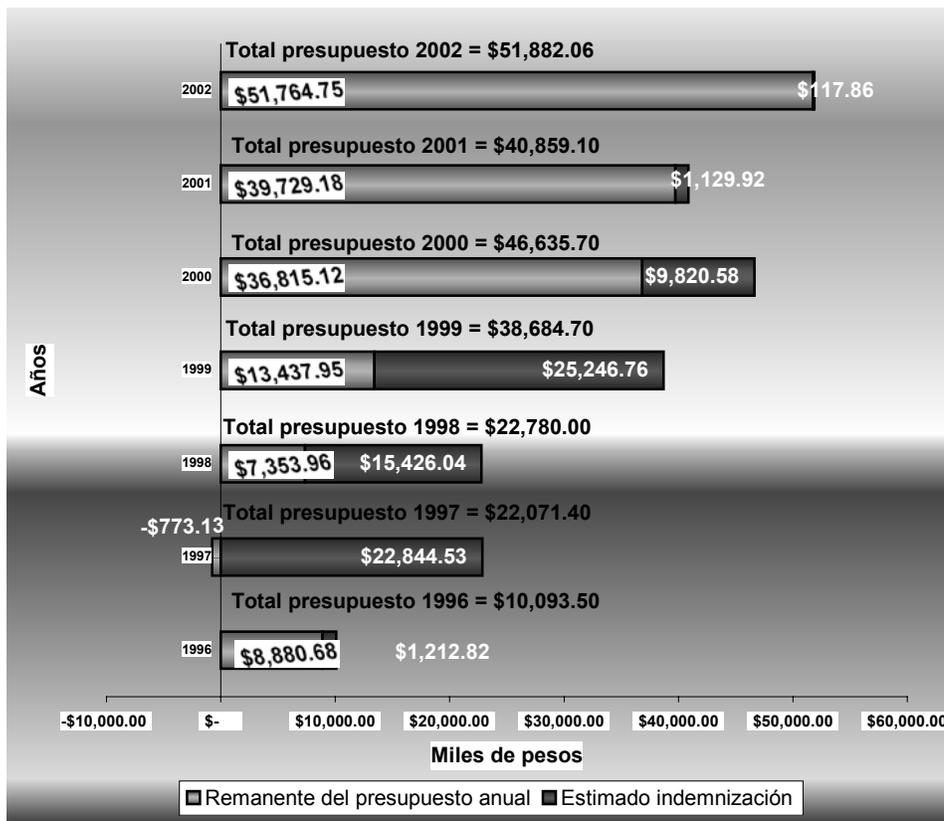 Total presupuesto 2002 = $51,882.06
2002 $51,764.75 $117.86
Total presupuesto 2001 = $40,859.10
2001 $39,729.18 $1,129.92
Total presupuesto 2000 = $46,635.70
2000 $36,815.12 $9,820.58
Total presupuesto 1999 = $38,684.70
1999 $13,437.95 $25,246.76
Total presupuesto 1998 = $22,780.00
1998 $7,353.96 $15,426.04
Total presupuesto 1997 = $22,071.40
-$773.13
1997 $22,844.53
Total presupuesto 1996 = $10,093.50
1996 $8,880.68 $1,212.82
Años
-$10,000.00 $- $10,000.00 $20,000.00 $30,000.00 $40,000.00 $50,000.00 $60,000.00
Miles de pesos
Remanente del presupuesto anual Estimado indemnización